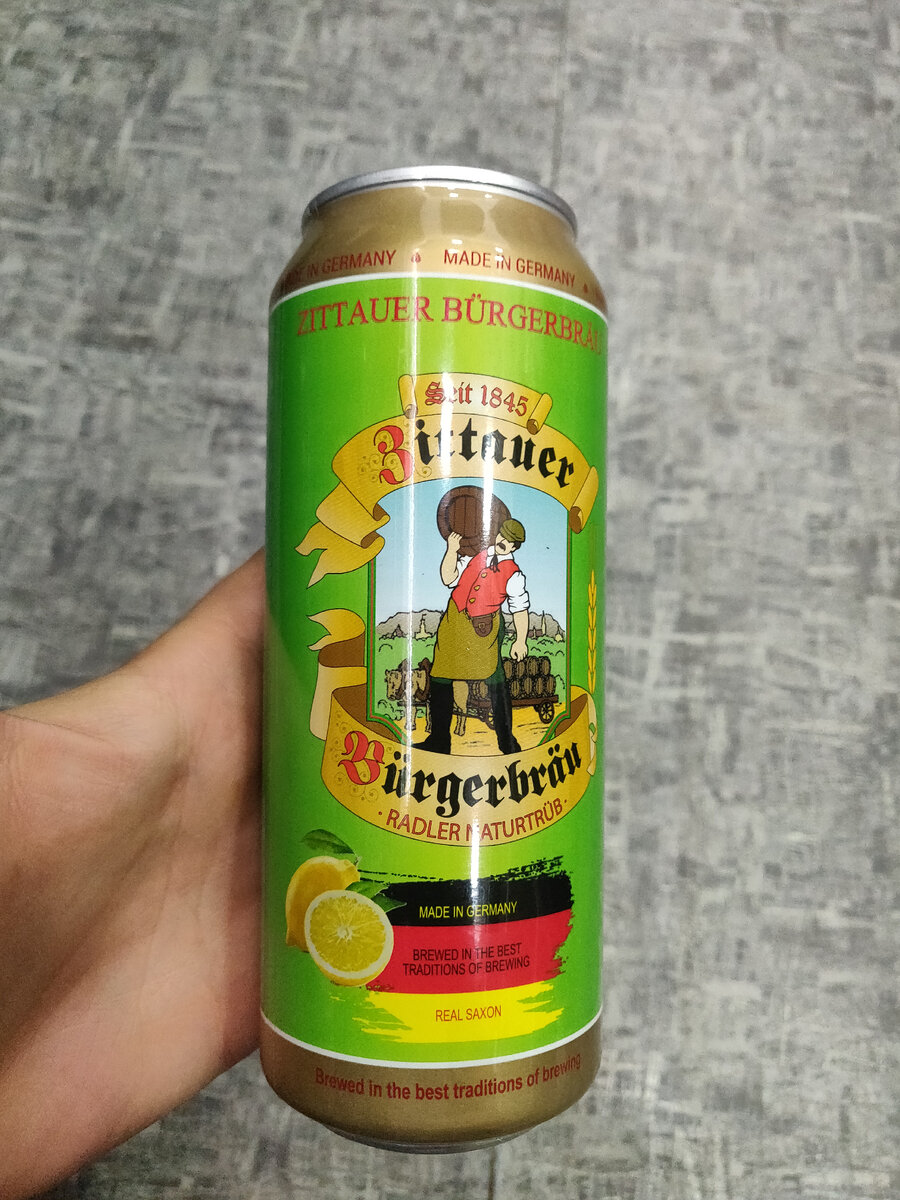 IN GERMANY MADE IN GERMANY
ZITTAUER BÜRGERBRÄU
Seit 1845
Zittauer
Bürgerbräu
· RADLER NATURTRÜB ·
MADE IN GERMANY
BREWED IN THE BEST
TRADITIONS OF BREWING
REAL SAXON
Brewed in the best traditions of brewing